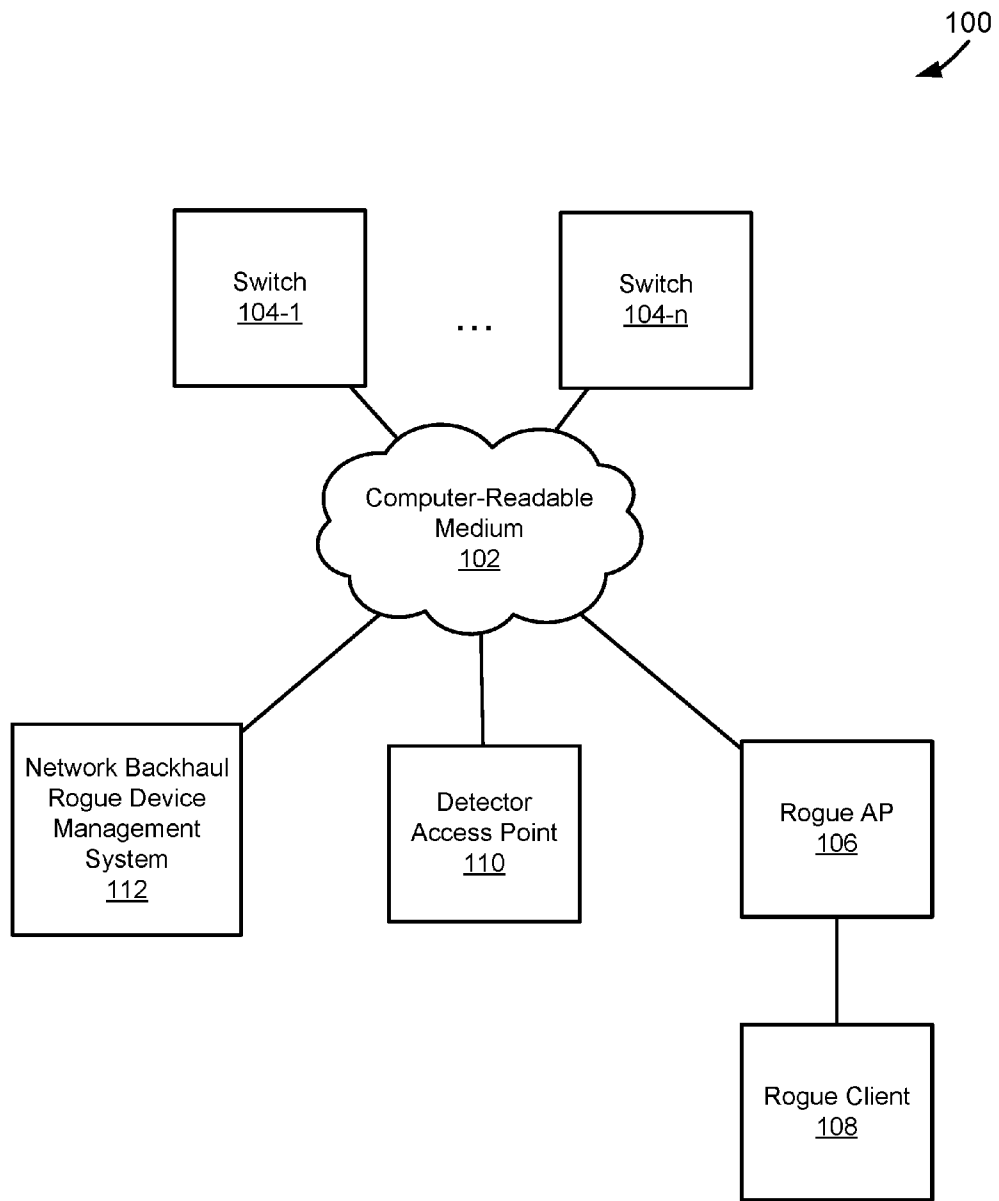 100
Switch
104-1
...
Switch
104-n
Computer-Readable
Medium
102
Network Backhaul
Rogue Device
Management
System
112
Detector
Access Point
110
Rogue AP
106
Rogue Client
108